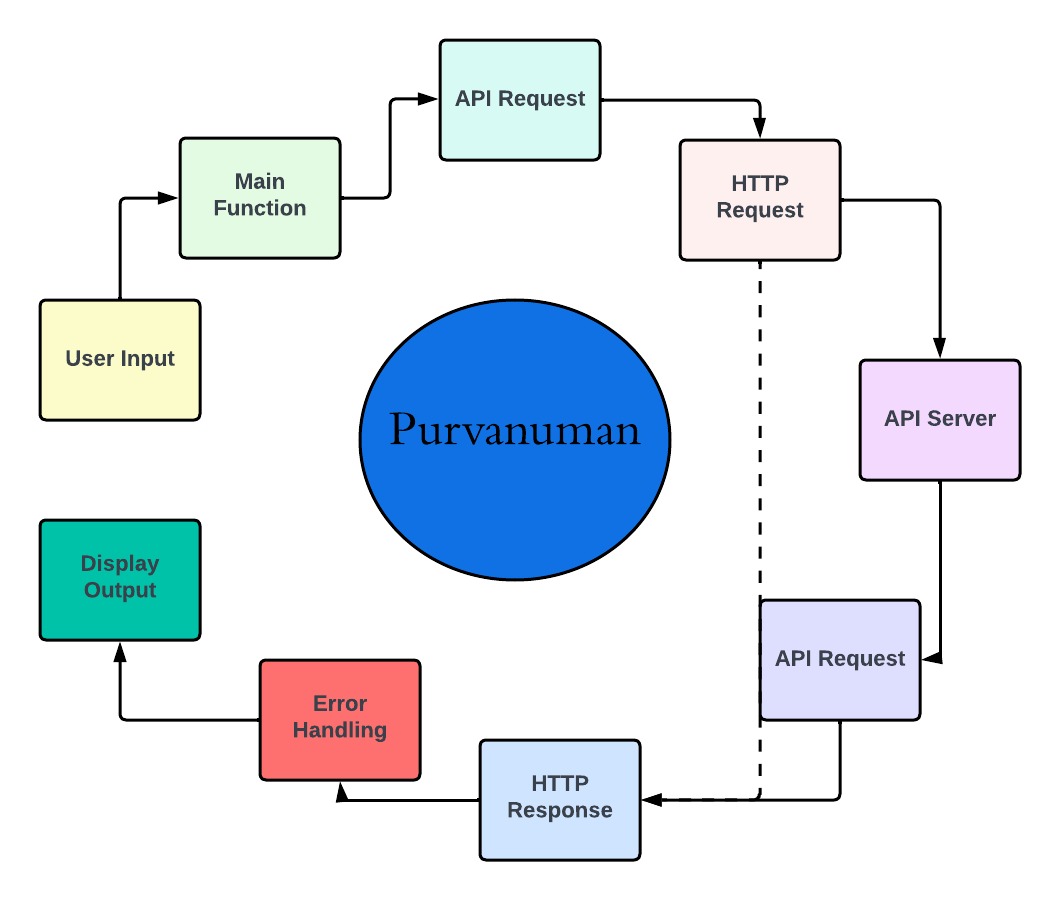 API Request
Main
Function
HTTP
Request
User Input
Purvanuman
API Server
Display
Output
API Request
Error
Handling
HTTP
Response